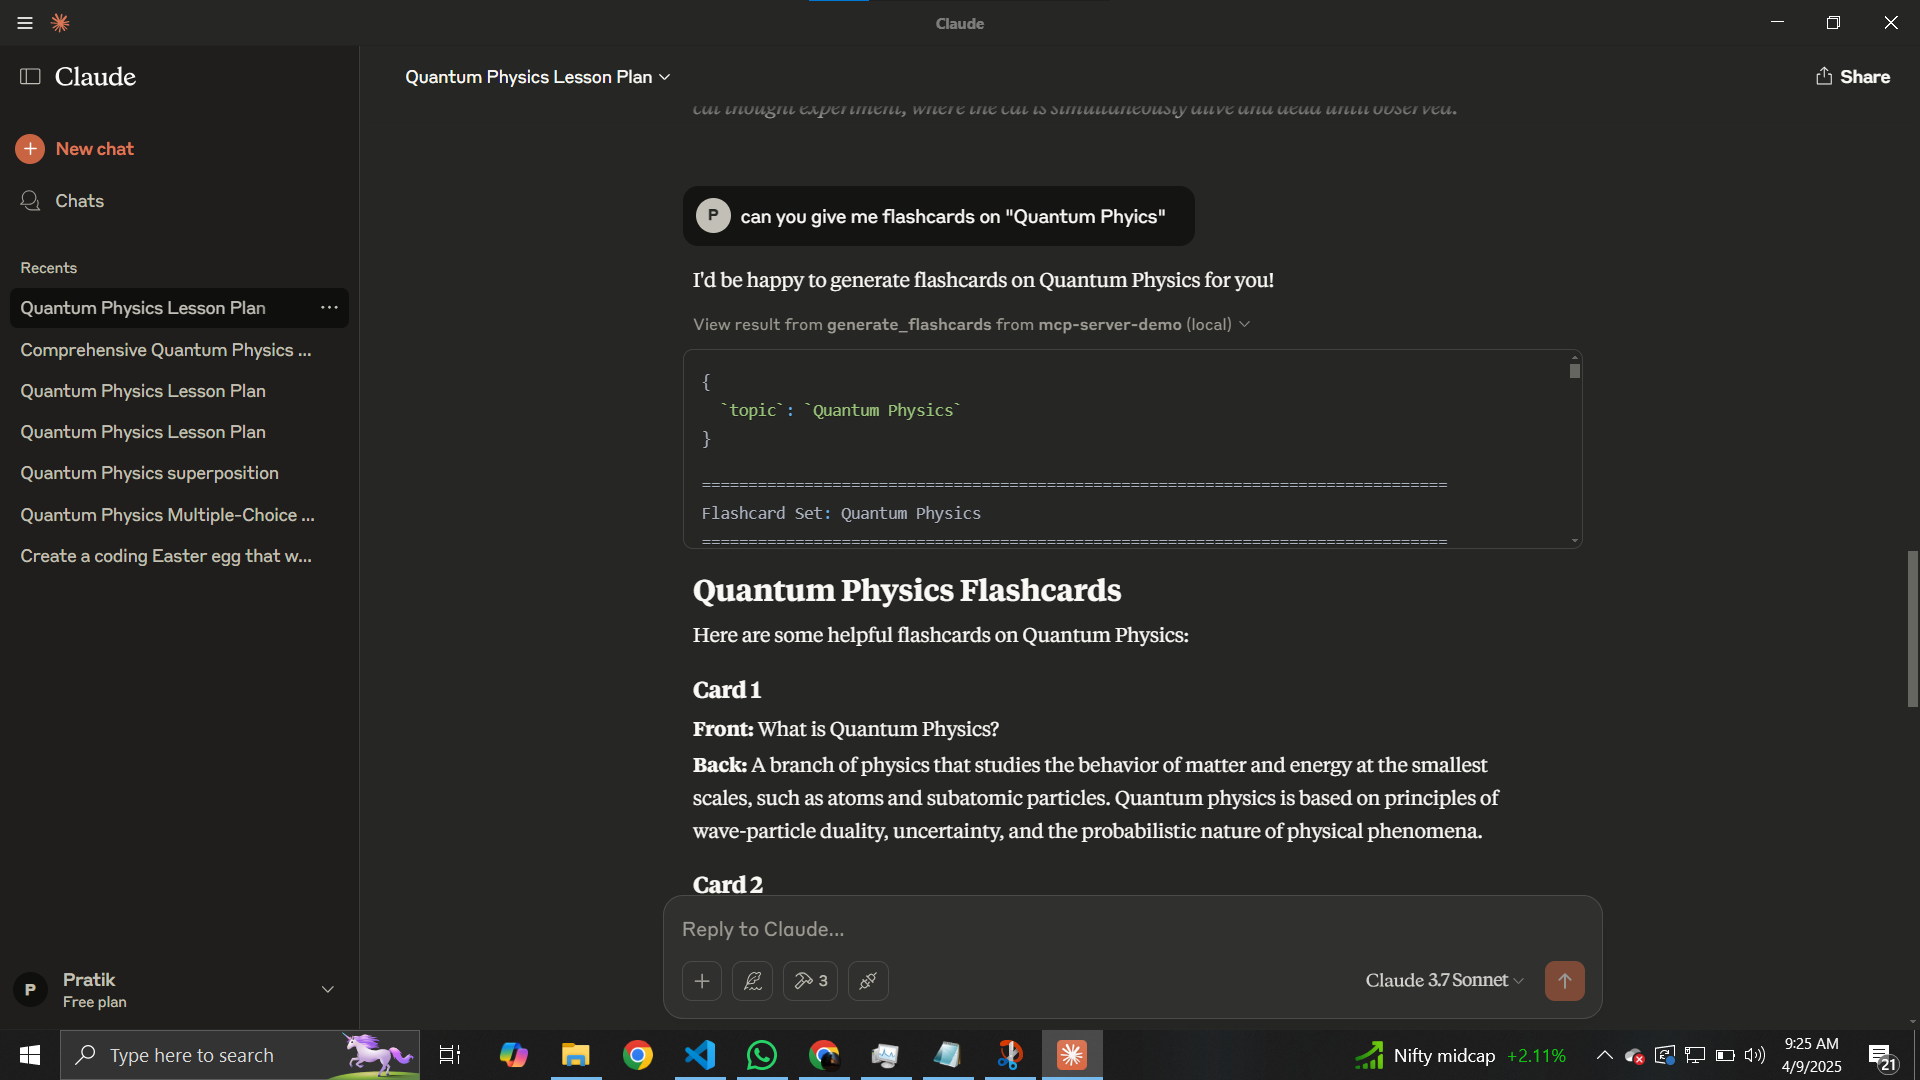 Claude
Claude
New chat
Chats
Recents
Quantum Physics Lesson Plan
Comprehensive Quantum Physics ...
Quantum Physics Lesson Plan
Quantum Physics Lesson Plan
Quantum Physics superposition
Quantum Physics Multiple-Choice ...
Create a coding Easter egg that w...
P
Pratik
Free plan
Quantum Physics Lesson Plan
Share
cat thought experiment, where the cat is simultaneously alive and dead until observed.
P can you give me flashcards on "Quantum Phyics"
I'd be happy to generate flashcards on Quantum Physics for you!
View result from generate_flashcards from mcp-server-demo (local)
{
`topic`: `Quantum Physics`
}
================================================================================
Flashcard Set: Quantum Physics
================================================================================
Quantum Physics Flashcards
Here are some helpful flashcards on Quantum Physics:
Card 1
Front: What is Quantum Physics?
Back: A branch of physics that studies the behavior of matter and energy at the smallest
scales, such as atoms and subatomic particles. Quantum physics is based on principles of
wave-particle duality, uncertainty, and the probabilistic nature of physical phenomena.
Card 2
Reply to Claude...
3
Claude 3.7 Sonnet
Type here to search
Nifty midcap +2.11%
9:25 AM
4/9/2025
21